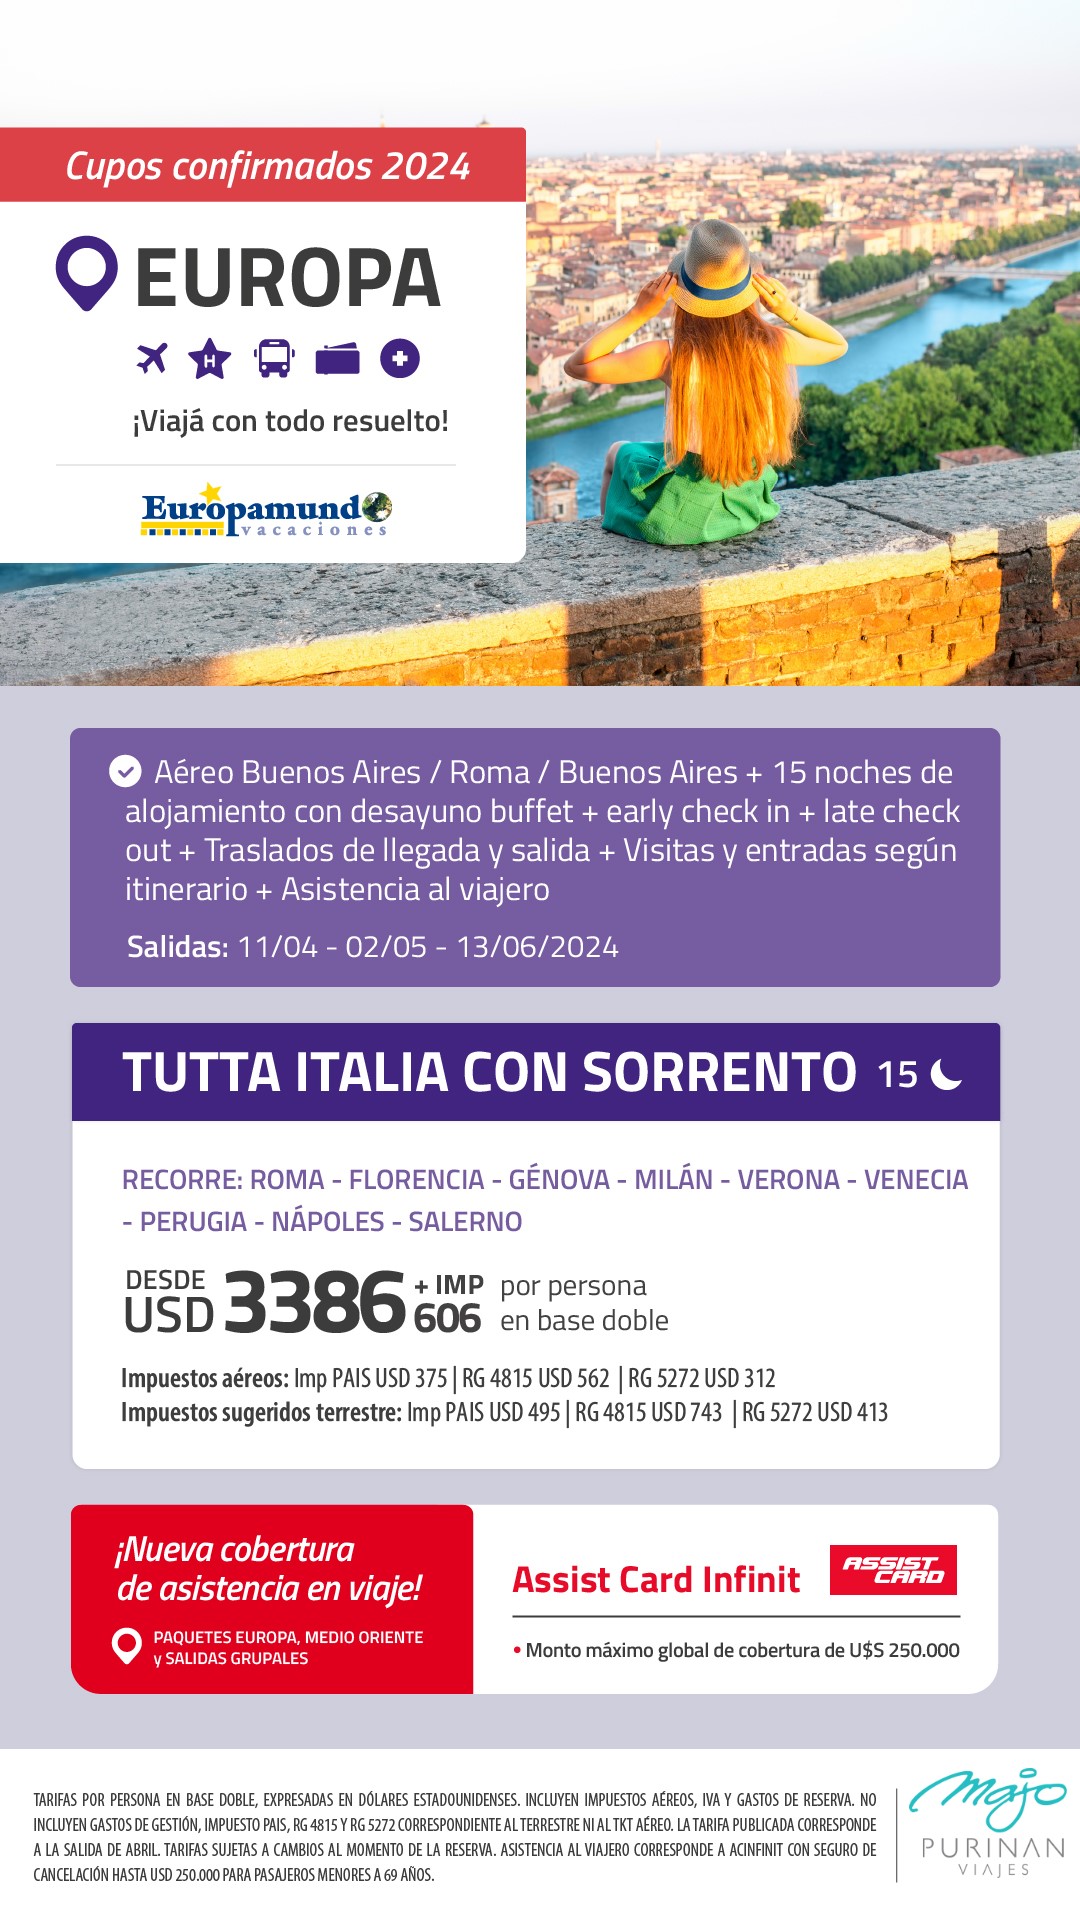 Cupos confirmados 2024
EUROPA
H
¡Viajá con todo resuelto!
Europamundo
vacaciones
Aéreo Buenos Aires / Roma / Buenos Aires + 15 noches de
alojamiento con desayuno buffet + early check in + late check
out + Traslados de llegada y salida + Visitas y entradas según
itinerario + Asistencia al viajero
Salidas: 11/04 - 02/05 - 13/06/2024
TUTTA ITALIA CON SORRENTO 15
RECORRE: ROMA - FLORENCIA - GÉNOVA - MILÁN - VERONA - VENECIA
- PERUGIA - NÁPOLES - SALERNO
DESDE
USD 3386 + IMP 606 por persona
en base doble
Impuestos aéreos: Imp PAIS USD 375 | RG 4815 USD 562 | RG 5272 USD 312
Impuestos sugeridos terrestre: Imp PAIS USD 495 | RG 4815 USD 743 | RG 5272 USD 413
¡Nueva cobertura
de asistencia en viaje!
PAQUETES EUROPA, MEDIO ORIENTE
y SALIDAS GRUPALES
Assist Card Infinit
ASSIST
CARD
• Monto máximo global de cobertura de U$S 250.000
TARIFAS POR PERSONA EN BASE DOBLE, EXPRESADAS EN DÓLARES ESTADOUNIDENSES. INCLUYEN IMPUESTOS AÉREOS, IVA Y GASTOS DE RESERVA. NO
INCLUYEN GASTOS DE GESTIÓN, IMPUESTO PAIS, RG 4815 Y RG 5272 CORRESPONDIENTE AL TERRESTRE NI AL TKT AÉREO. LA TARIFA PUBLICADA CORRESPONDE
A LA SALIDA DE ABRIL. TARIFAS SUJETAS A CAMBIOS AL MOMENTO DE LA RESERVA. ASISTENCIA AL VIAJERO CORRESPONDE A ACINFINIT CON SEGURO DE
CANCELACIÓN HASTA USD 250.000 PARA PASAJEROS MENORES A 69 AÑOS.
Majo
PURINAN
VIAJES